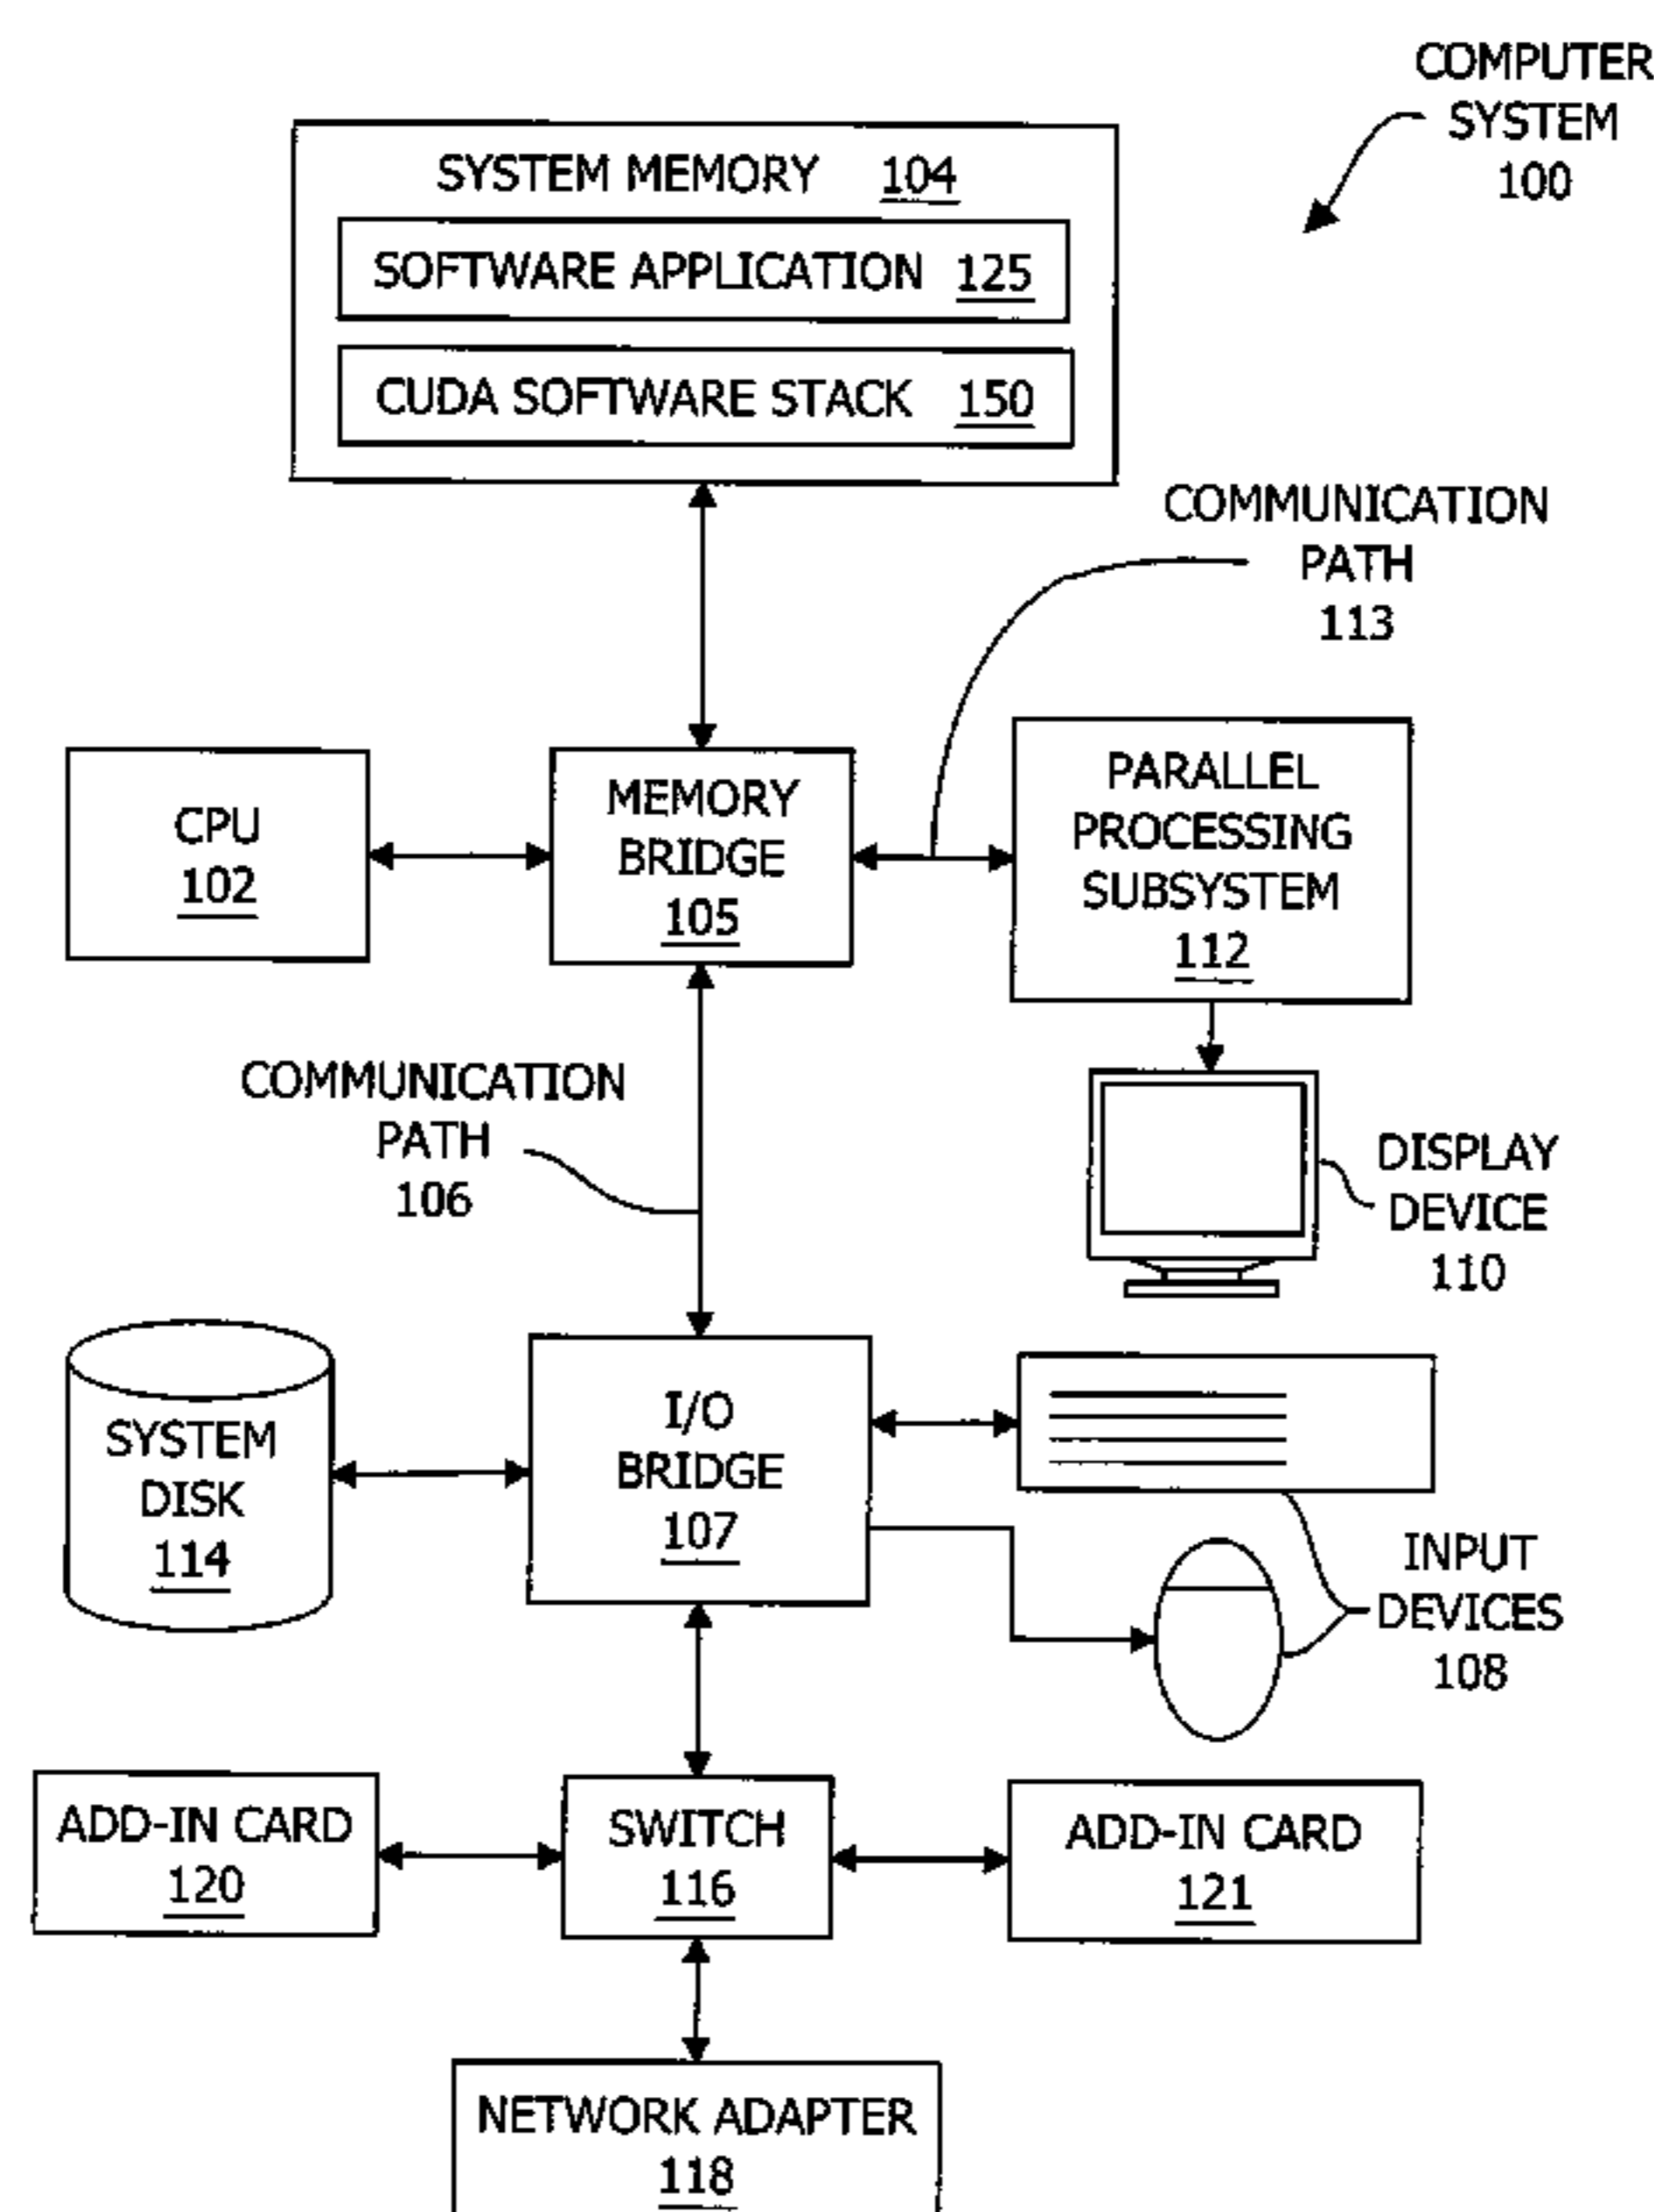 COMPUTER
SYSTEM
100
SYSTEM MEMORY 104
SOFTWARE APPLICATION 125
CUDA SOFTWARE STACK 150
COMMUNICATION
PATH
113
CPU
102
MEMORY
BRIDGE
105
PARALLEL
PROCESSING
SUBSYSTEM
112
COMMUNICATION
PATH
106
DISPLAY
DEVICE
110
SYSTEM
DISK
114
I/O
BRIDGE
107
INPUT
DEVICES
108
ADD-IN CARD
120
SWITCH
116
ADD-IN CARD
121
NETWORK ADAPTER
118